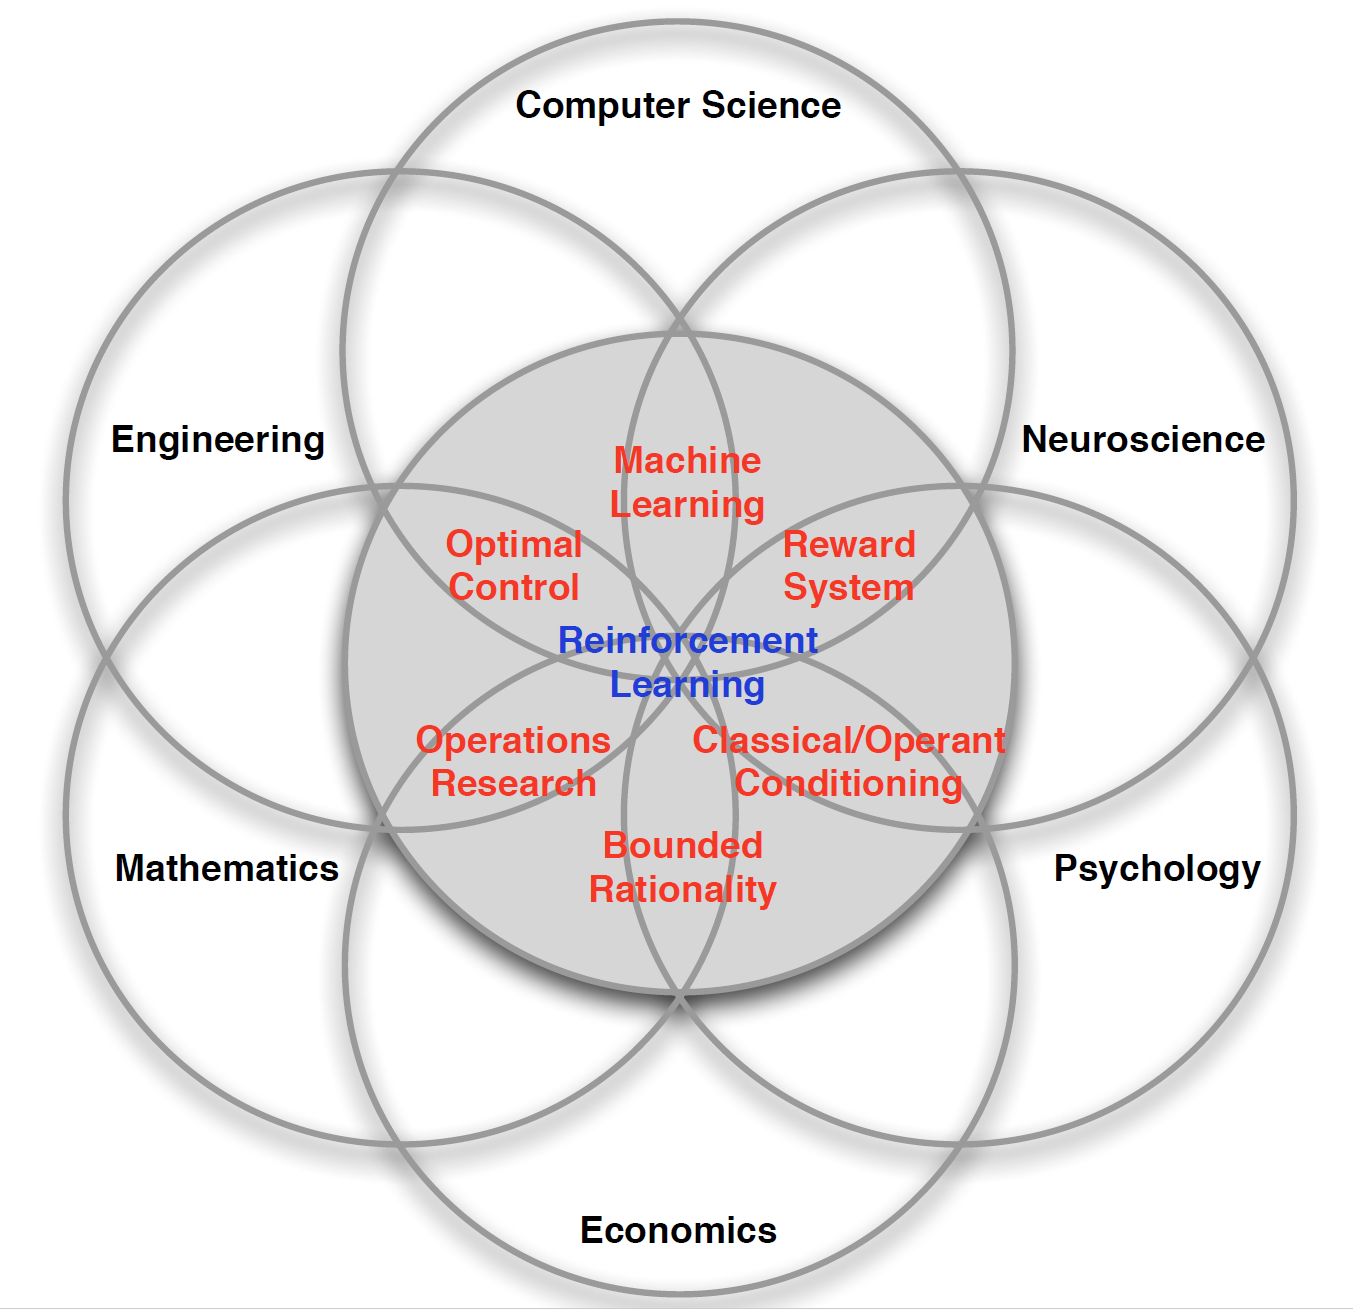 Computer Science
Engineering
Neuroscience
Machine
Learning
Optimal
Control
Reward
System
Reinforcement
Learning
Operations
Research
Classical/Operant
Conditioning
Bounded
Rationality
Mathematics
Psychology
Economics